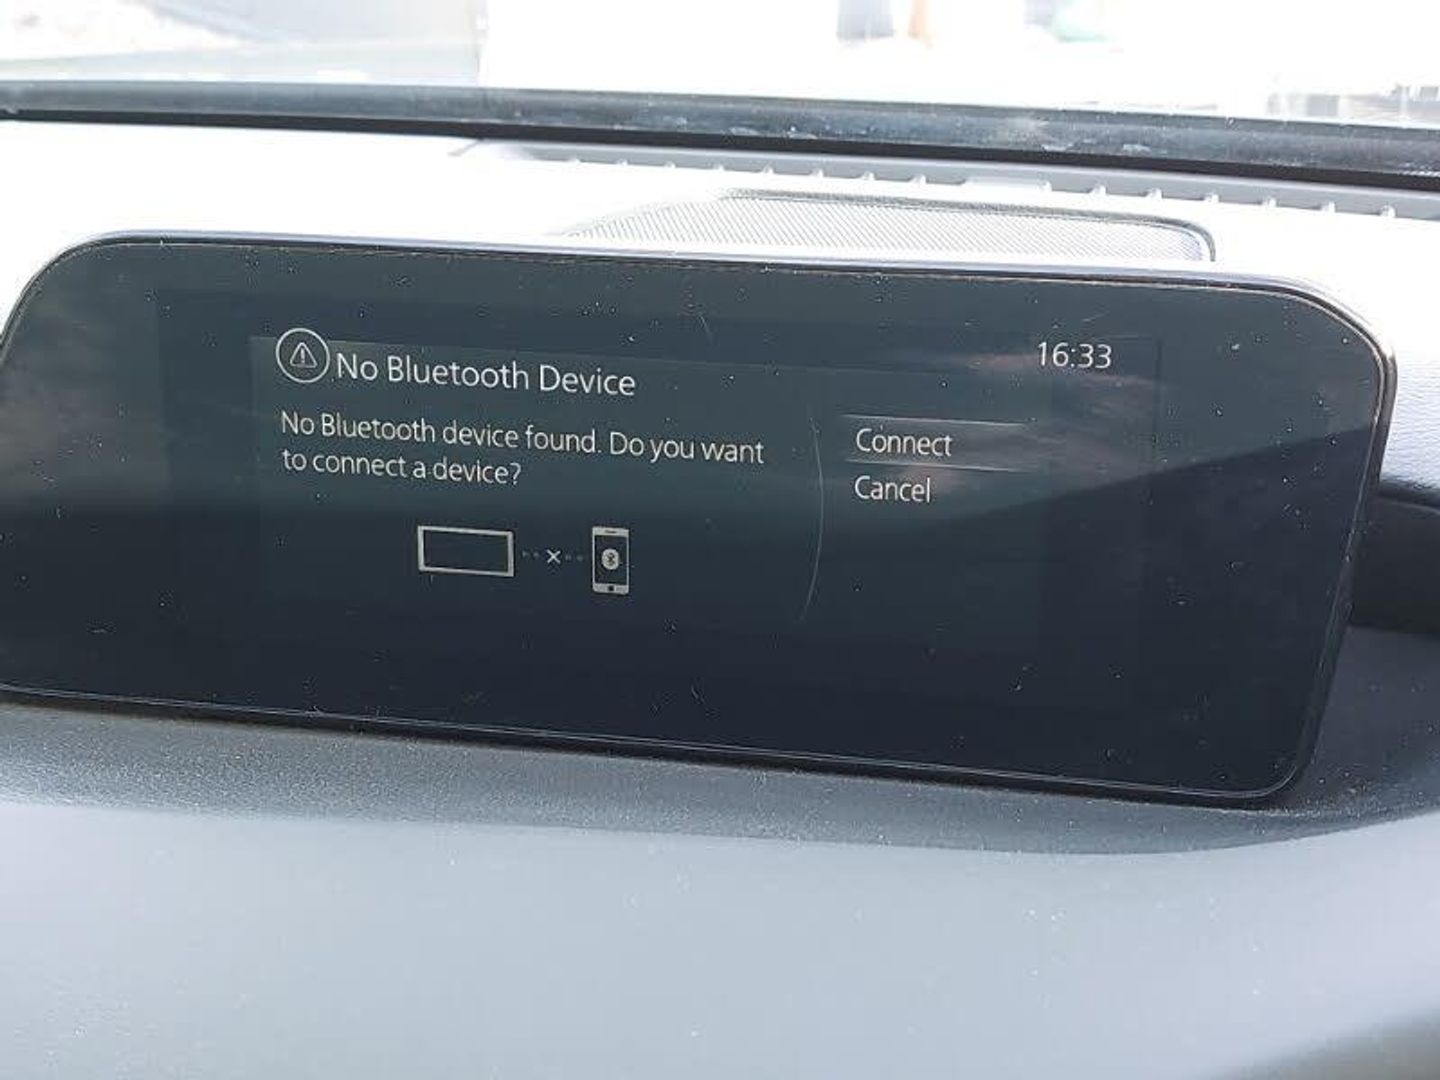 No Bluetooth Device
16:33
No Bluetooth device found. Do you want
to connect a device?
Connect
Cancel